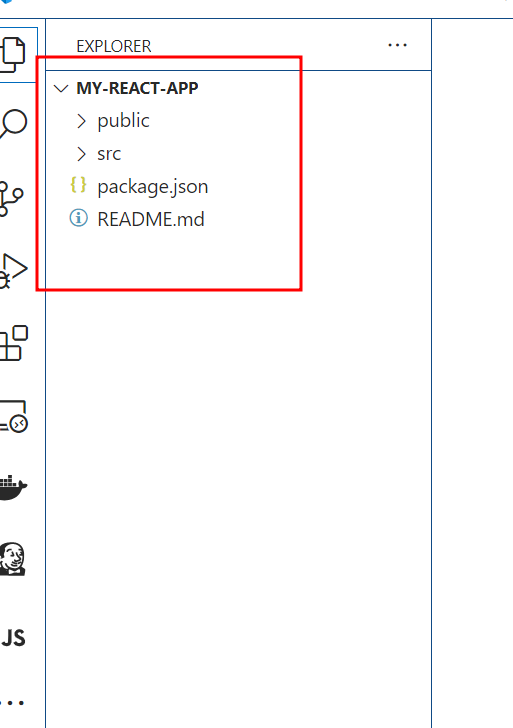 EXPLORER
MY-REACT-APP
public
src
package.json
README.md
JS